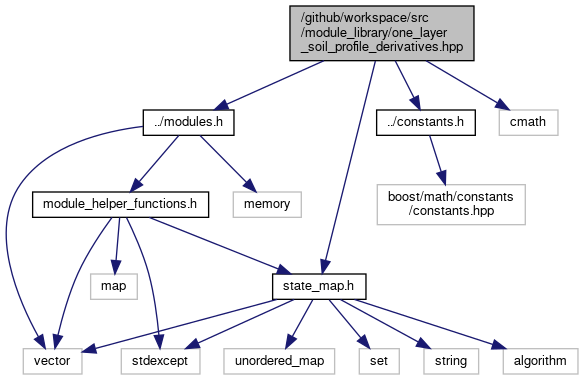 /github/workspace/src
/module_library/one_layer
_soil_profile_derivatives.hpp
../modules.h
../constants.h
cmath
module_helper_functions.h
memory
boost/math/constants
/constants.hpp
map
state_map.h
vector
stdexcept
unordered_map
set
string
algorithm